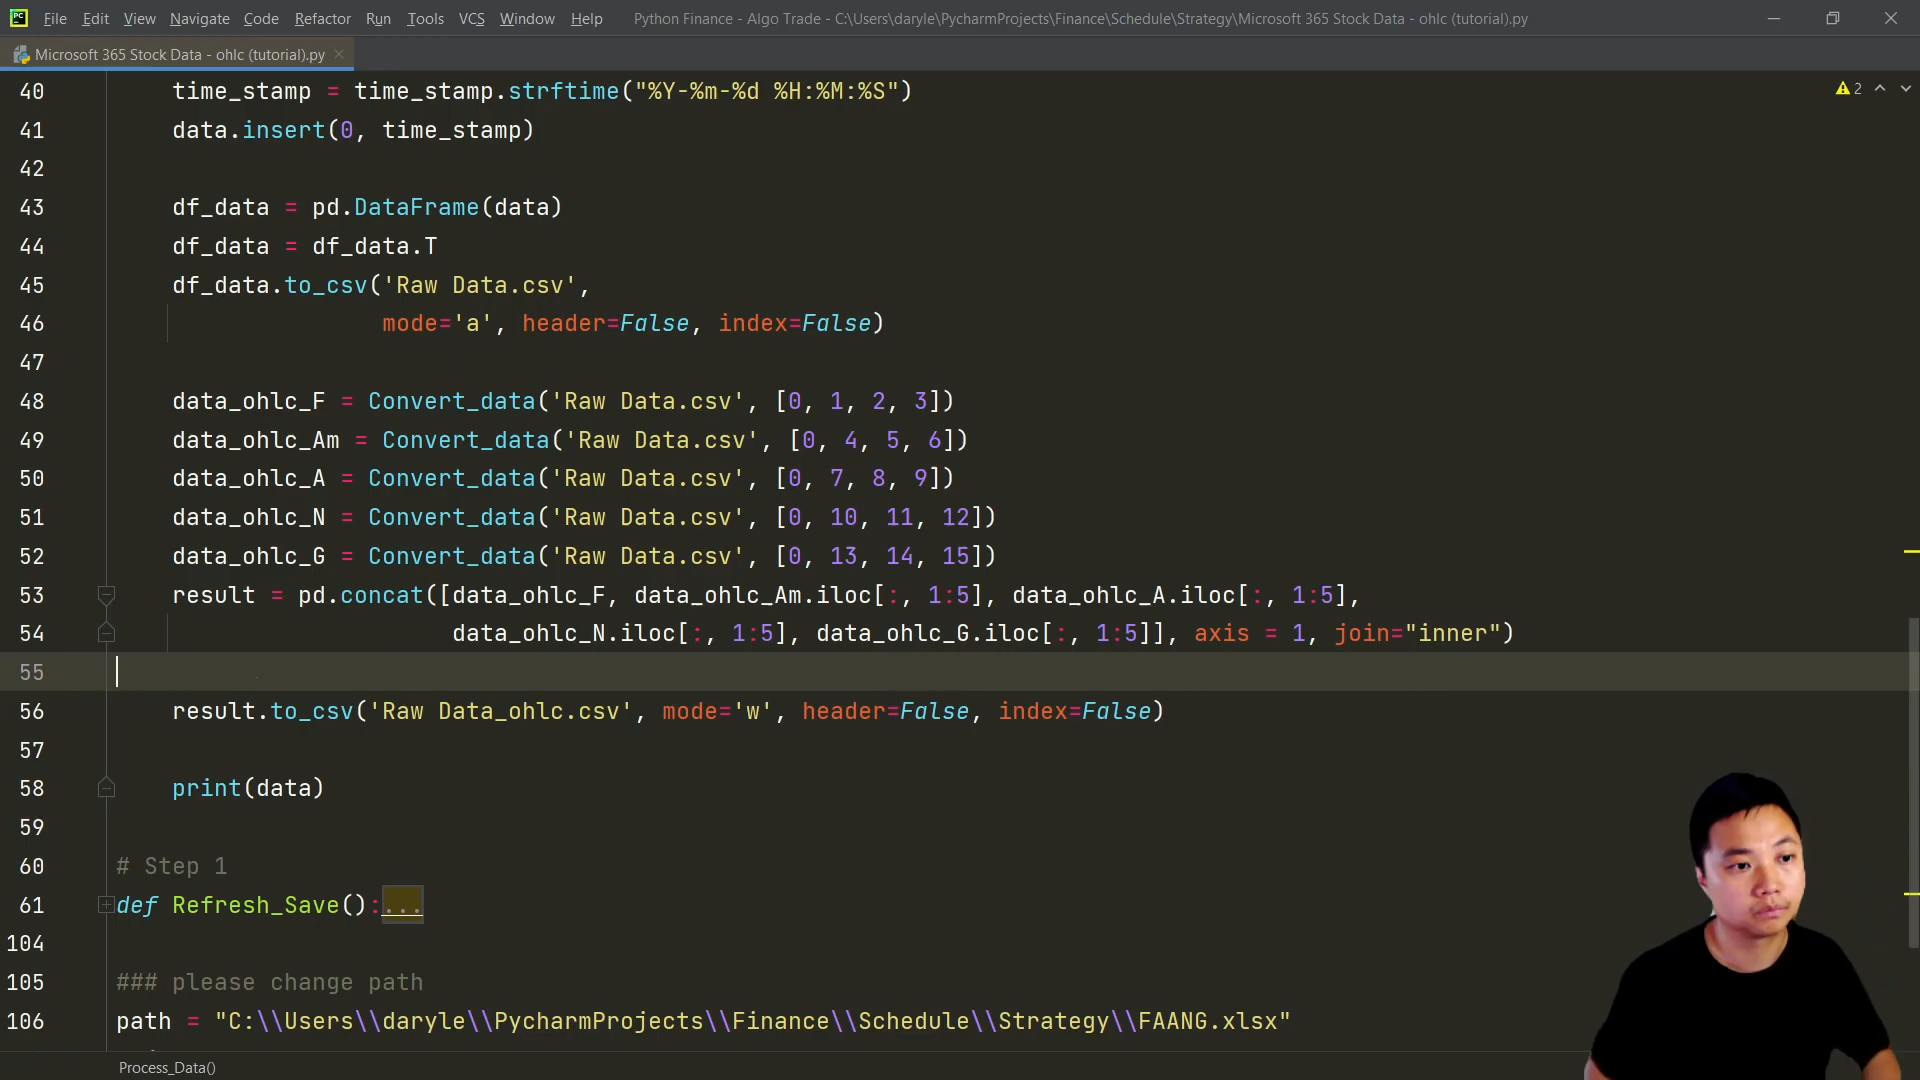 PC File Edit View Navigate Code Refactor Run Tools VCS Window Help Python Finance - Algo Trade - C:\Users\daryle\PycharmProjects\Finance\Schedule\Strategy\Microsoft 365 Stock Data - ohlc (tutorial).py
Microsoft 365 Stock Data - ohlc (tutorial).py
40 time_stamp = time_stamp.strftime("%Y-%m-%d %H:%M:%S")
2
41 data.insert(0, time_stamp)
42
43 df_data = pd.DataFrame(data)
44 df_data = df_data.T
45 df_data.to_csv('Raw Data.csv',
46 mode='a', header=False, index=False)
47
48 data_ohlc_F = Convert_data('Raw Data.csv', [0, 1, 2, 3])
49 data_ohlc_Am = Convert_data('Raw Data.csv', [0, 4, 5, 6])
50 data_ohlc_A = Convert_data('Raw Data.csv', [0, 7, 8, 9])
51 data_ohlc_N = Convert_data('Raw Data.csv', [0, 10, 11, 12])
52 data_ohlc_G = Convert_data('Raw Data.csv', [0, 13, 14, 15])
53 result = pd.concat([data_ohlc_F, data_ohlc_Am.iloc[:, 1:5], data_ohlc_A.iloc[:, 1:5],
54 data_ohlc_N.iloc[:, 1:5], data_ohlc_G.iloc[:, 1:5]], axis = 1, join="inner")
55
56 result.to_csv('Raw Data_ohlc.csv', mode='w', header=False, index=False)
57
58 print(data)
59
60 # Step 1
61 def Refresh_Save():...
104
105 ### please change path
106 path = "C:\\Users\\daryle\\PycharmProjects\\Finance\\Schedule\\Strategy\\FAANG.xlsx"
Process_Data()